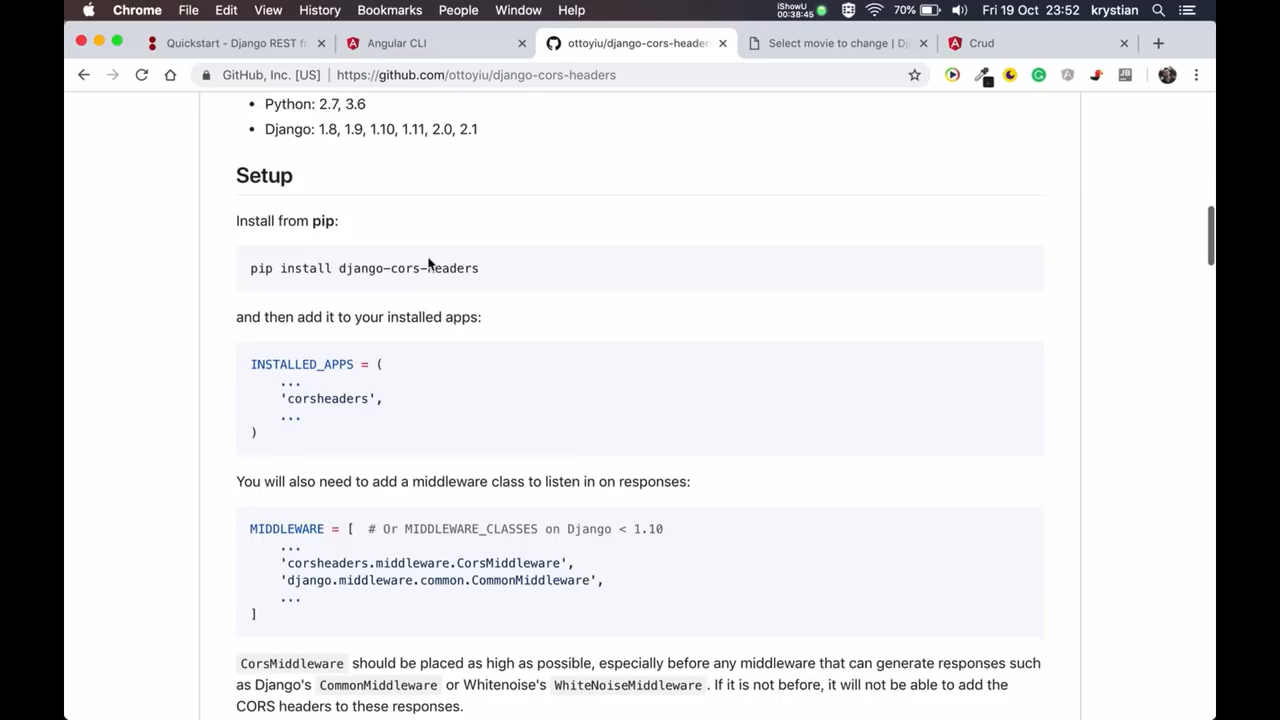 Chrome File Edit View History Bookmarks People Window Help iShowU 00:38:45 70% Fri 19 Oct 23:52 krystian
Quickstart - Django REST f Angular CLI ottoyiu/django-cors-header Select movie to change | D Crud
GitHub, Inc. [US] https://github.com/ottoyiu/django-cors-headers
• Python: 2.7, 3.6
• Django: 1.8, 1.9, 1.10, 1.11, 2.0, 2.1
Setup
Install from pip:
pip install django-cors-headers
and then add it to your installed apps:
INSTALLED_APPS = (
...
'corsheaders',
...
)
You will also need to add a middleware class to listen in on responses:
MIDDLEWARE = [ # Or MIDDLEWARE_CLASSES on Django < 1.10
...
'corsheaders.middleware.CorsMiddleware',
'django.middleware.common.CommonMiddleware',
...
]
CorsMiddleware should be placed as high as possible, especially before any middleware that can generate responses such
as Django's CommonMiddleware or Whitenoise's WhiteNoiseMiddleware. If it is not before, it will not be able to add the
CORS headers to these responses.